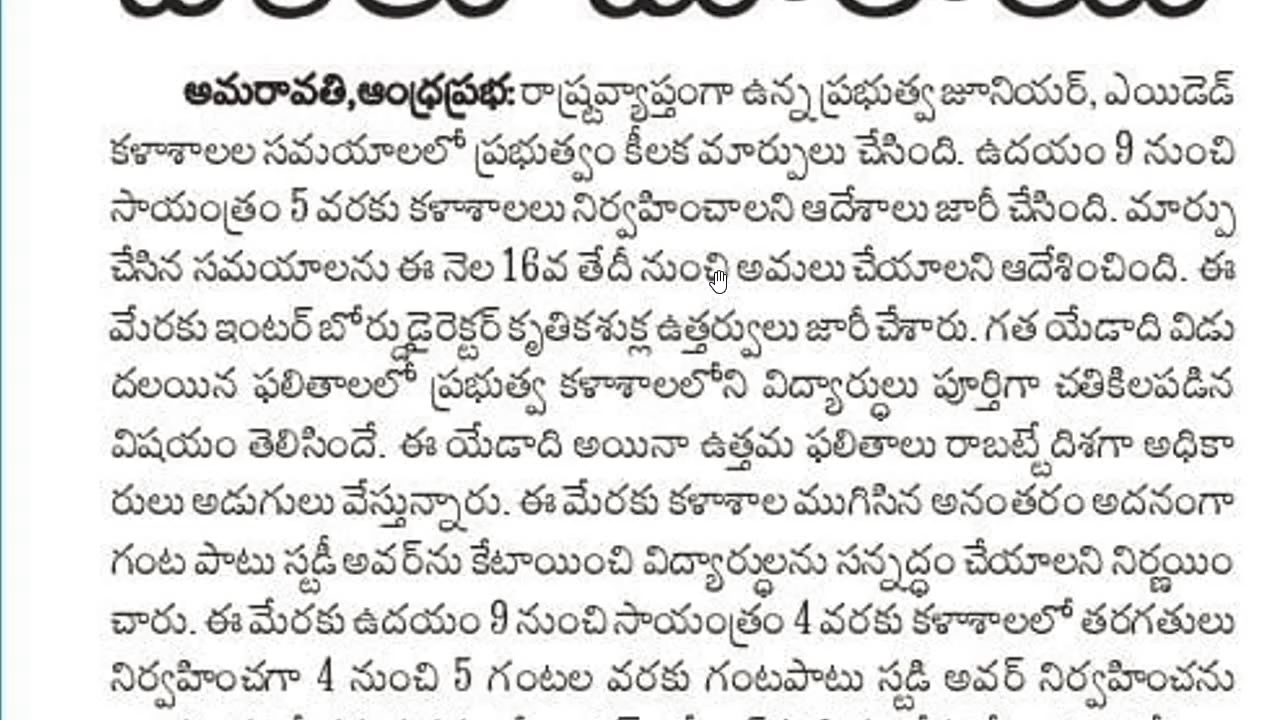 అమరావతి,ఆంధ్రప్రభ: రాష్ట్రవ్యాప్తంగా ఉన్న ప్రభుత్వ జూనియర్, ఎయిడెడ్
కళాశాలల సమయాలలో ప్రభుత్వం కీలక మార్పులు చేసింది. ఉదయం 9 నుంచి
సాయంత్రం 5 వరకు కళాశాలలు నిర్వహించాలని ఆదేశాలు జారీ చేసింది. మార్పు
చేసిన సమయాలను ఈ నెల 16వ తేదీ నుంచి అమలు చేయాలని ఆదేశించింది. ఈ
మేరకు ఇంటర్ బోర్డుడైరెక్టర్ కృతికశుక్ల ఉత్తర్వులు జారీ చేశారు. గత యేడాది విడు
దలయిన ఫలితాలలో ప్రభుత్వ కళాశాలలోని విద్యార్ధులు పూర్తిగా చతికిలపడిన
విషయం తెలిసిందే. ఈ యేడాది అయినా ఉత్తమ ఫలితాలు రాబట్టేదిశగా అధికా
రులు అడుగులు వేస్తున్నారు. ఈ మేరకు కళాశాల ముగిసిన అనంతరం అదనంగా
గంట పాటు స్టడీ అవర్‌ను కేటాయించి విద్యార్ధులను సన్నద్ధం చేయాలని నిర్ణయిం
చారు. ఈ మేరకు ఉదయం 9 నుంచి సాయంత్రం 4 వరకు కళాశాలలో తరగతులు
నిర్వహించగా 4 నుంచి 5 గంటల వరకు గంటపాటు స్టడి అవర్ నిర్వహించను